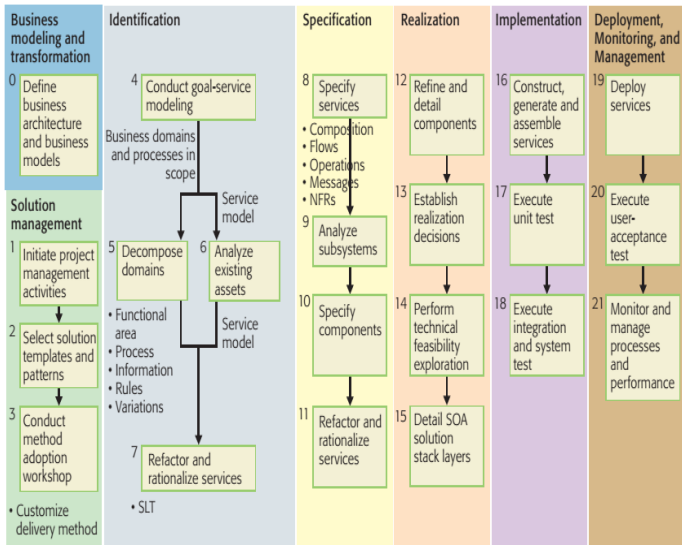 Business
modeling and
transformation
0
Define
business
architecture
and business
models
Solution
management
1
Initiate project
management
activities
2
Select solution
templates and
patterns
3
Conduct
method
adoption
workshop
• Customize
delivery method
Identification
4
Conduct goal-service
modeling
Business domains
and processes in
scope
Service
model
5
Decompose
domains
6
Analyze
existing
assets
• Functional
area
• Process
• Information
• Rules
• Variations
Service
model
7
Refactor and
rationalize services
• SLT
Specification
8
Specify
services
• Composition
• Flows
• Operations
• Messages
• NFRs
9
Analyze
subsystems
10
Specify
components
11
Refactor and
rationalize
services
Realization
12
Refine and
detail
components
13
Establish
realization
decisions
14
Perform
technical
feasibility
exploration
15
Detail SOA
solution
stack layers
Implementation
16
Construct,
generate and
assemble
services
17
Execute
unit test
18
Execute
integration
and system
test
Deployment,
Monitoring, and
Management
19
Deploy
services
20
Execute
user-
acceptance
test
21
Monitor and
manage
processes
and
performance